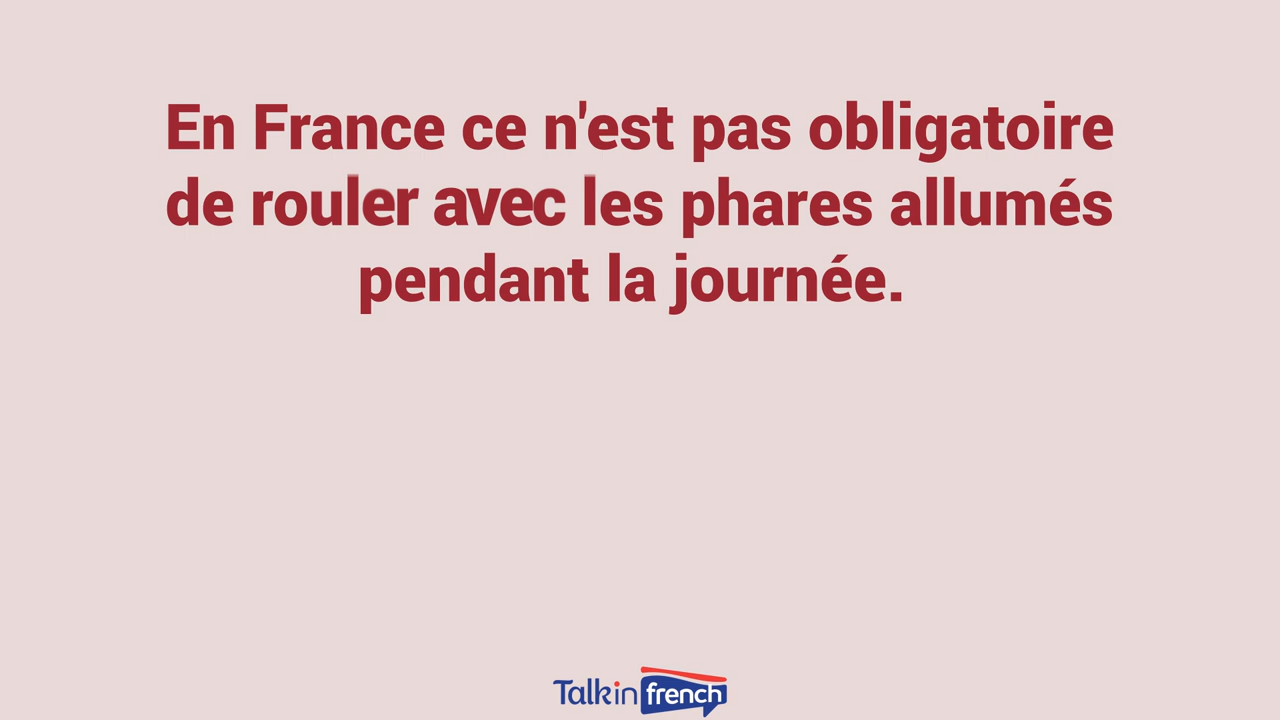 En France ce n'est pas obligatoire
de rouler avec les phares allumés
pendant la journée.
Talkinfrench